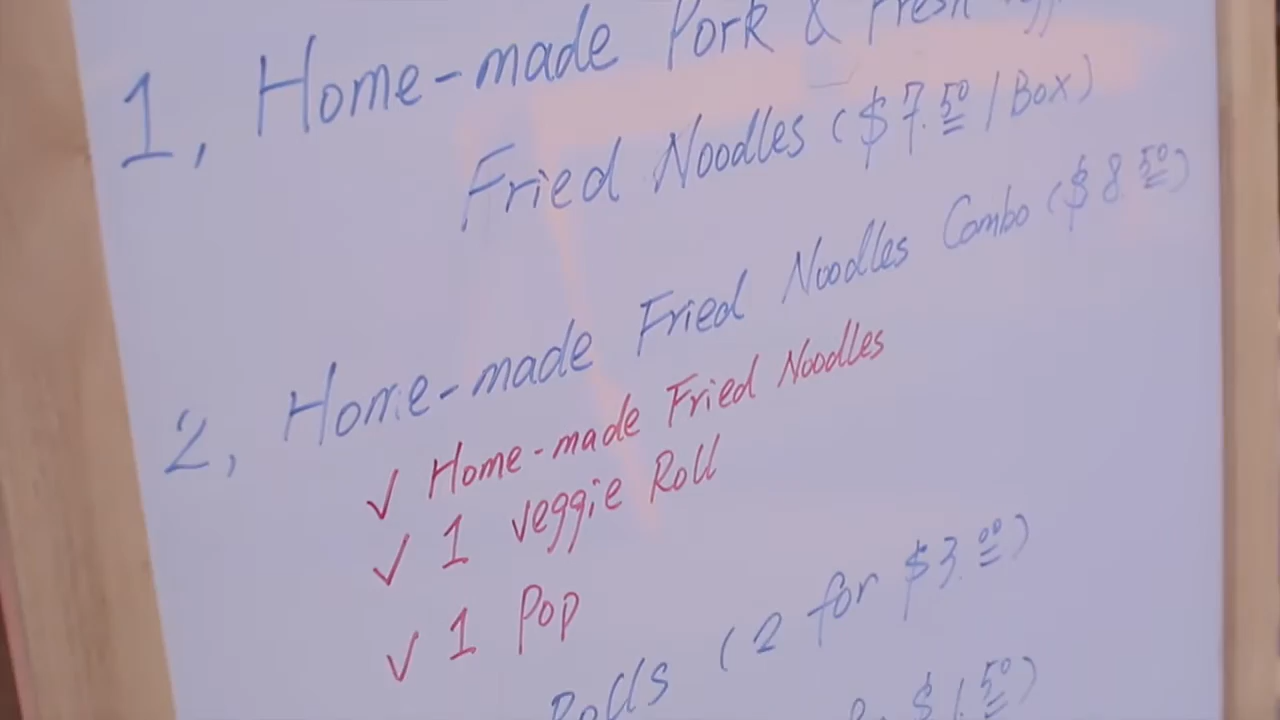 1, Home-made Pork & Fresh
Fried Noodles ($7.50/Box)
2, Home-made Fried Noodles Combo ($8.50)
✓ Home-made Fried Noodles
✓ 1 veggie Roll
✓ 1 Pop
Rolls (2 for $3.00)
$1.50)